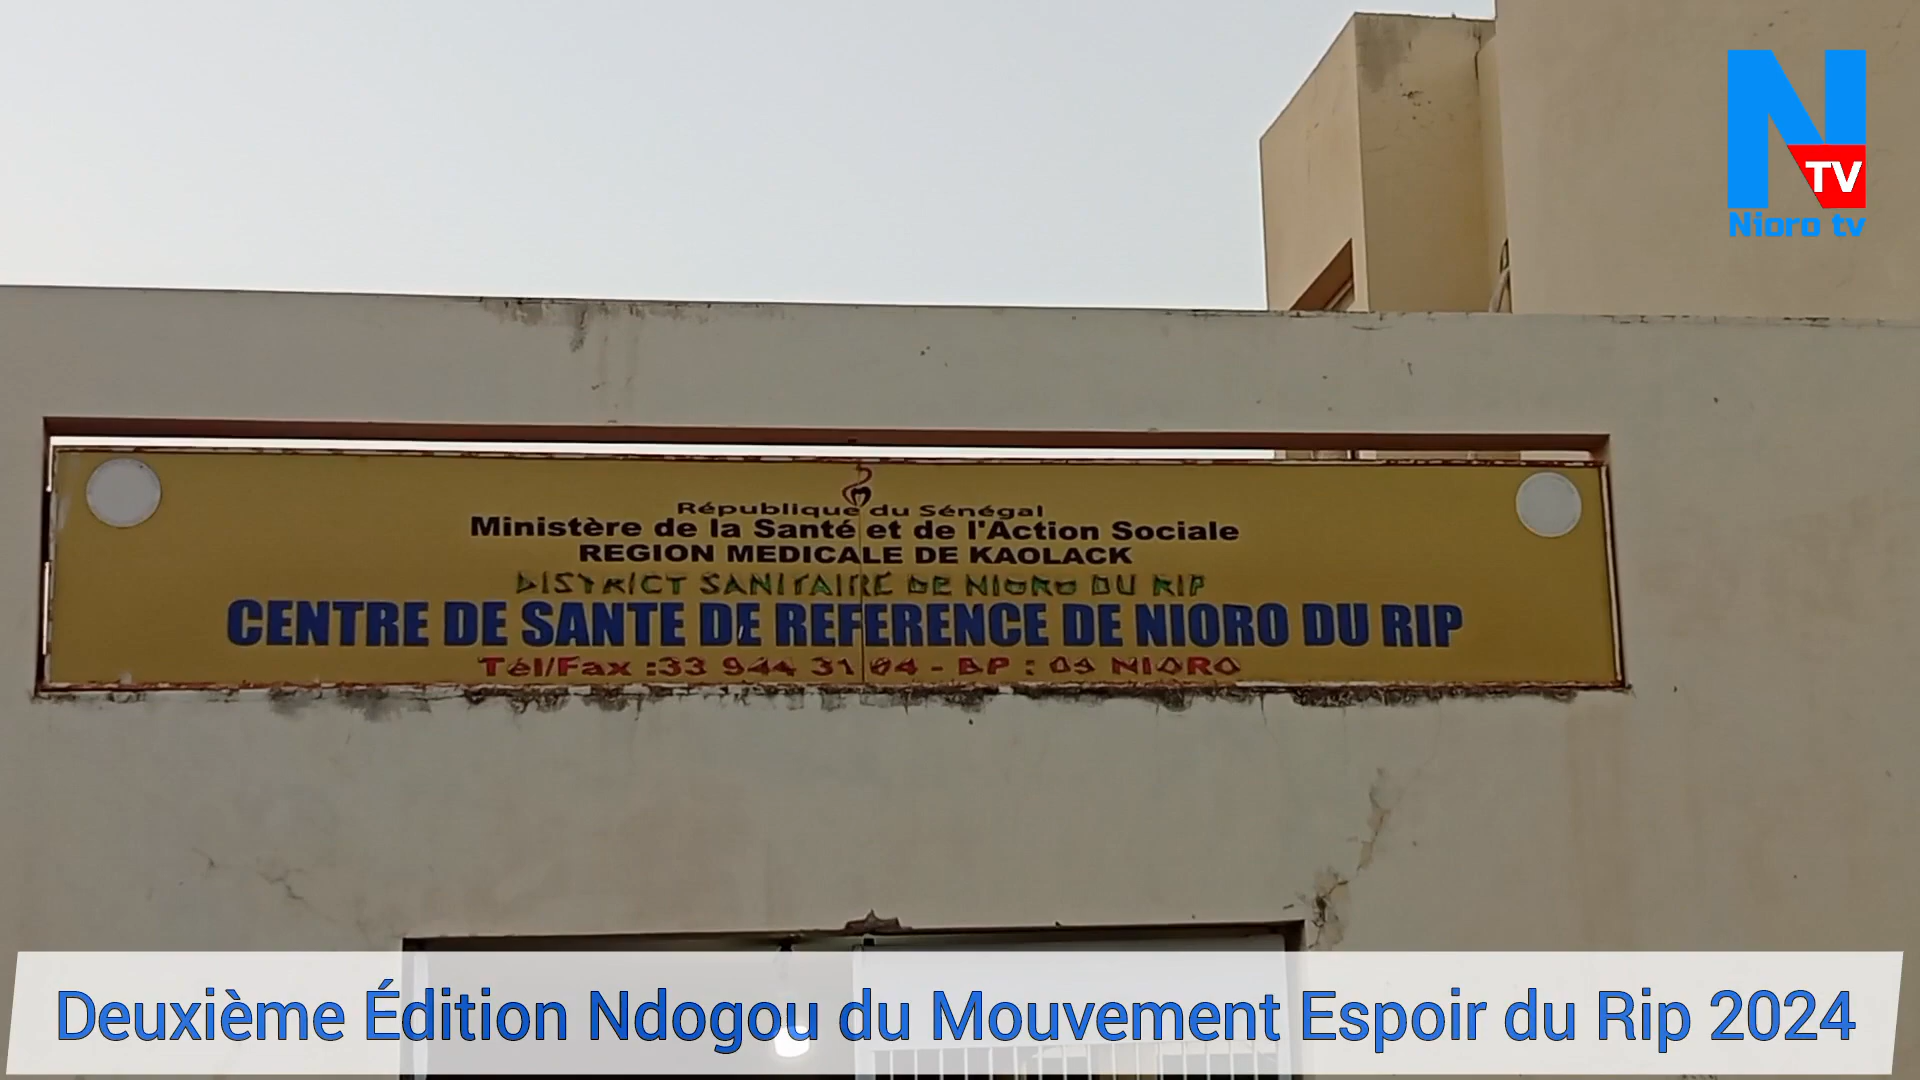 N
TV
Nioro tv
République du Sénégal
Ministère de la Santé et de l'Action Sociale
REGION MEDICALE DE KAOLACK
DISTRICT SANITAIRE DE NIORO DU RIP
CENTRE DE SANTE DE REFERENCE DE NIORO DU RIP
Tél/Fax :33 944 31 04 - BP : 09 NIORO
Deuxième Édition Ndogou du Mouvement Espoir du Rip 2024